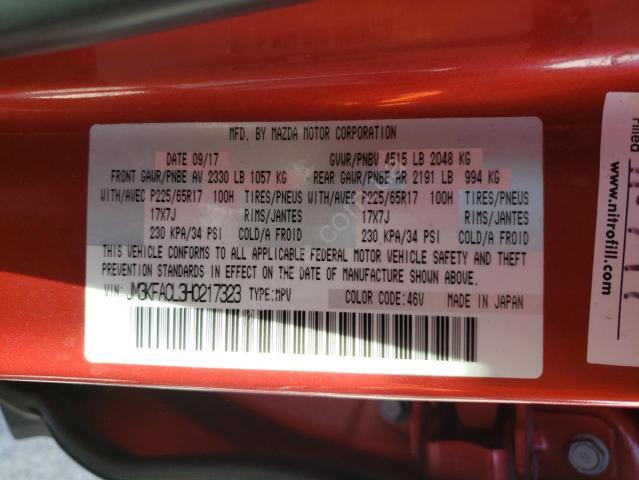 MFD. BY MAZDA MOTOR CORPORATION
DATE 09/17 GVWR/PNBV 4515 LB 2048 KG
FRONT GAWR/PNBE AV 2330 LB 1057 KG REAR GAWR/PNBE AR 2191 LB 994 KG
WITH/AVEC P225/65R17 100H TIRES/PNEUS WITH/AVEC P225/65R17 100H TIRES/PNEUS
17X7J RIMS/JANTES 17X7J RIMS/JANTES
230 KPA/34 PSI COLD/A FROID 230 KPA/34 PSI COLD/A FROID
THIS VEHICLE CONFORMS TO ALL APPLICABLE FEDERAL MOTOR VEHICLE SAFETY AND THEFT
PREVENTION STANDARDS IN EFFECT ON THE DATE OF MANUFACTURE SHOWN ABOVE.
VIN: JM3KFACL3H0217323 TYPE:MPV COLOR CODE:46V MADE IN JAPAN
www.nitrofill.com